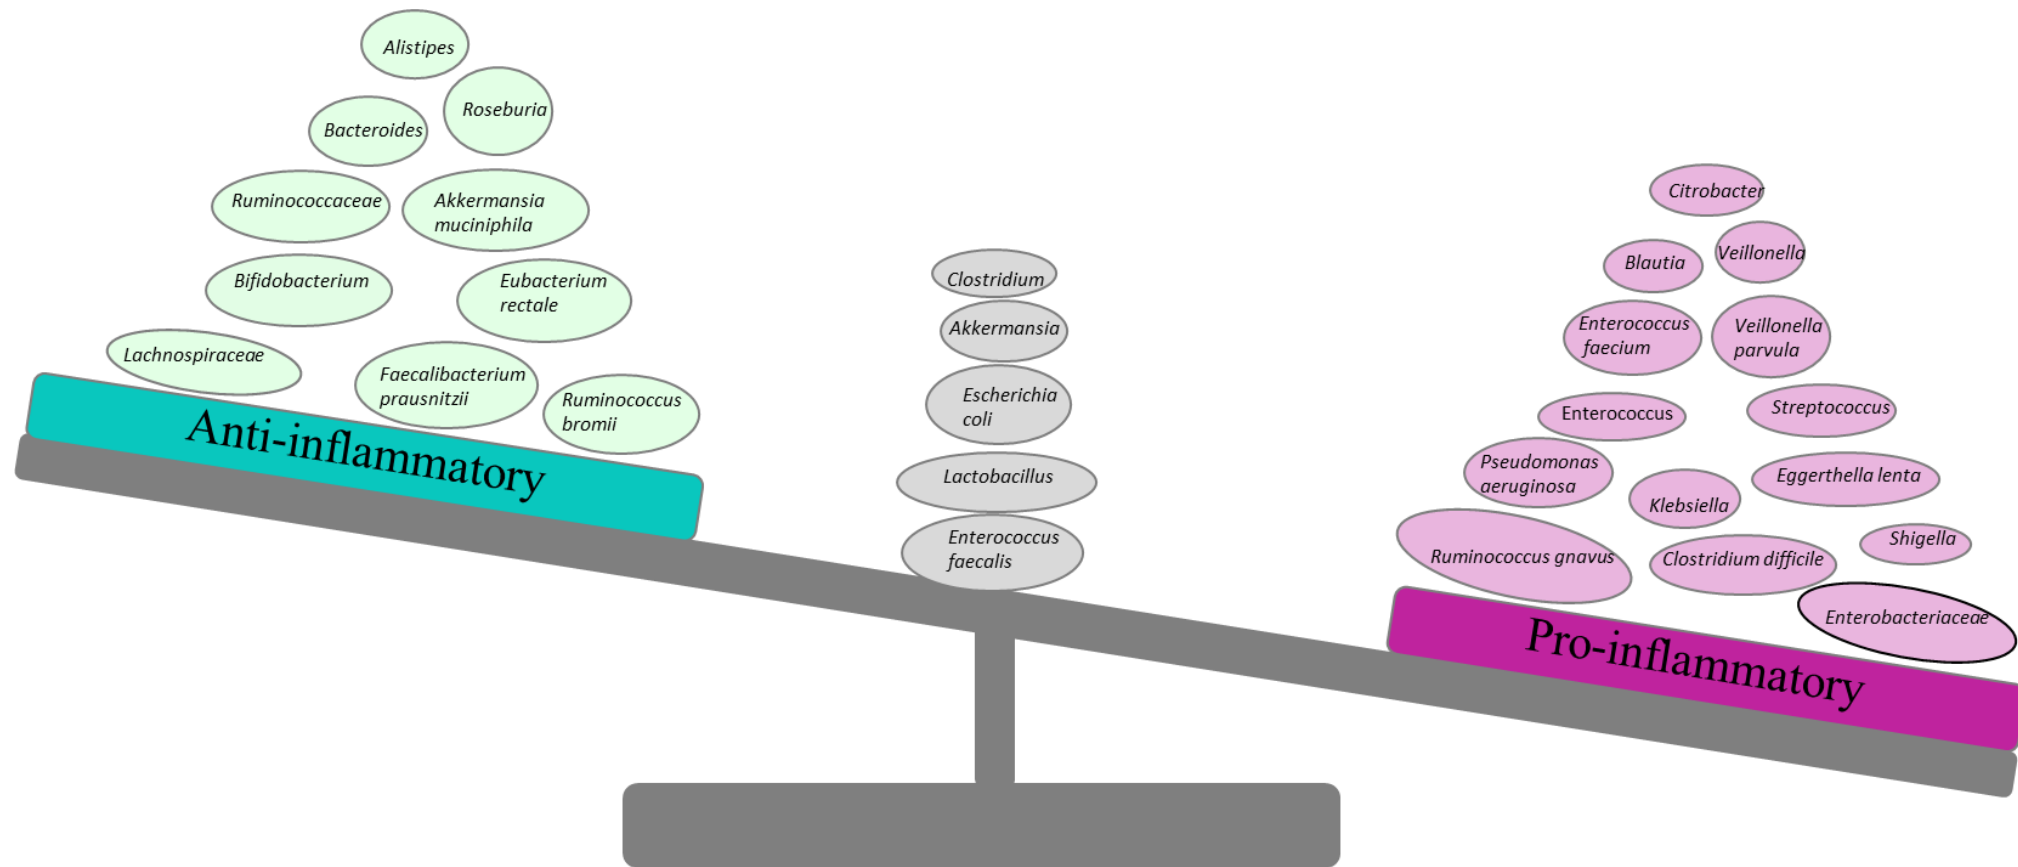 Alistipes
Roseburia
Bacteroides
Ruminococcaceae
Akkermansia
muciniphila
Bifidobacterium
Eubacterium
rectale
Lachnospiraceae
Faecalibacterium
prausnitzii
Ruminococcus
bromii
Anti-inflammatory
Clostridium
Akkermansia
Escherichia
coli
Lactobacillus
Enterococcus
faecalis
Citrobacter
Veillonella
Blautia
Enterococcus
faecium
Veillonella
parvula
Enterococcus
Streptococcus
Pseudomonas
aeruginosa
Klebsiella
Eggerthella lenta
Ruminococcus gnavus
Clostridium difficile
Shigella
Enterobacteriaceae
Pro-inflammatory